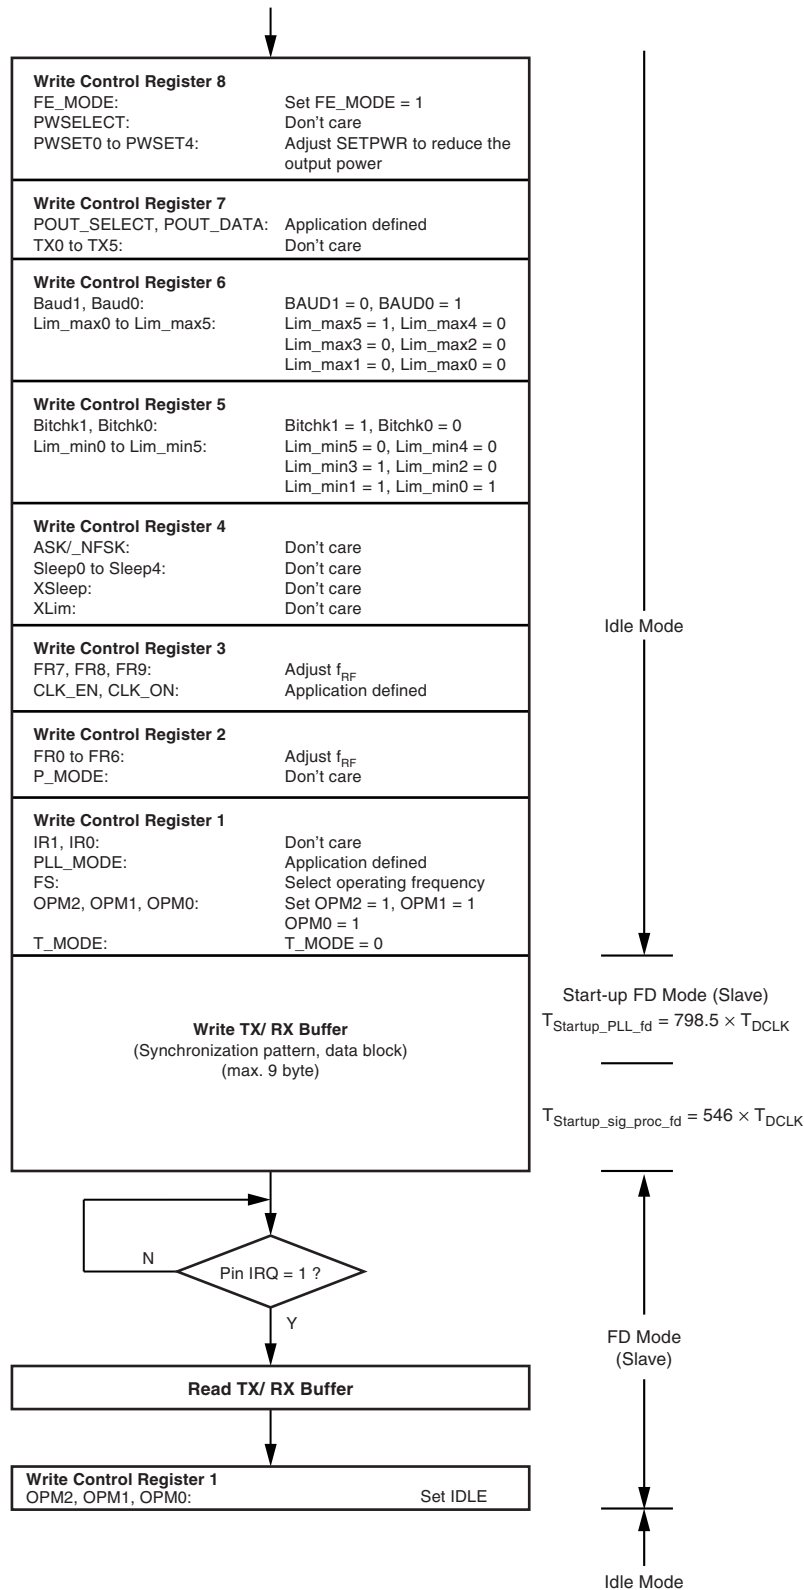 Write Control Register 8
FE_MODE: Set FE_MODE = 1
PWSELECT: Don't care
PWSET0 to PWSET4: Adjust SETPWR to reduce the
output power
Write Control Register 7
POUT_SELECT, POUT_DATA: Application defined
TX0 to TX5: Don't care
Write Control Register 6
Baud1, Baud0: BAUD1 = 0, BAUD0 = 1
Lim_max0 to Lim_max5: Lim_max5 = 1, Lim_max4 = 0
Lim_max3 = 0, Lim_max2 = 0
Lim_max1 = 0, Lim_max0 = 0
Write Control Register 5
Bitchk1, Bitchk0: Bitchk1 = 1, Bitchk0 = 0
Lim_min0 to Lim_min5: Lim_min5 = 0, Lim_min4 = 0
Lim_min3 = 1, Lim_min2 = 0
Lim_min1 = 1, Lim_min0 = 1
Write Control Register 4
ASK/_NFSK: Don't care
Sleep0 to Sleep4: Don't care
XSleep: Don't care
XLim: Don't care
Idle Mode
Write Control Register 3
FR7, FR8, FR9: Adjust fRF
CLK_EN, CLK_ON: Application defined
Write Control Register 2
FR0 to FR6: Adjust fRF
P_MODE: Don't care
Write Control Register 1
IR1, IR0: Don't care
PLL_MODE: Application defined
FS: Select operating frequency
OPM2, OPM1, OPM0: Set OPM2 = 1, OPM1 = 1
OPM0 = 1
T_MODE: T_MODE = 0
Write TX/ RX Buffer
(Synchronization pattern, data block)
(max. 9 byte)
Start-up FD Mode (Slave)
TStartup_PLL_fd = 798.5 × TDCLK
TStartup_sig_proc_fd = 546 × TDCLK
N
Pin IRQ = 1 ?
Y
FD Mode
(Slave)
Read TX/ RX Buffer
Write Control Register 1
OPM2, OPM1, OPM0: Set IDLE
Idle Mode